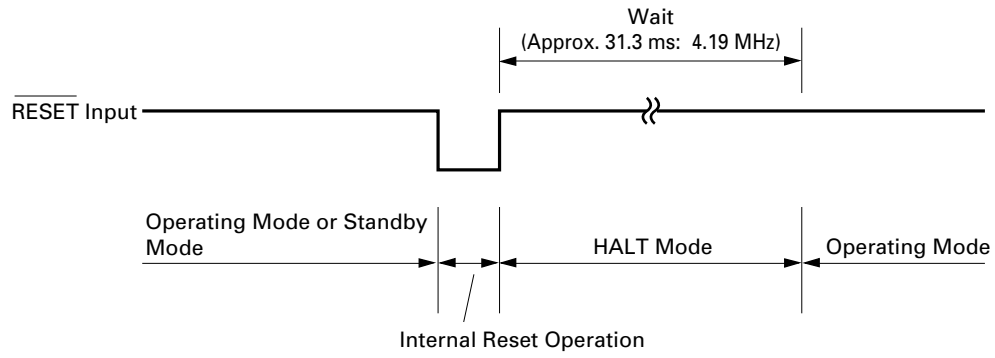 Wait
(Approx. 31.3 ms: 4.19 MHz)
RESET Input
Operating Mode or Standby
Mode
HALT Mode
Operating Mode
Internal Reset Operation